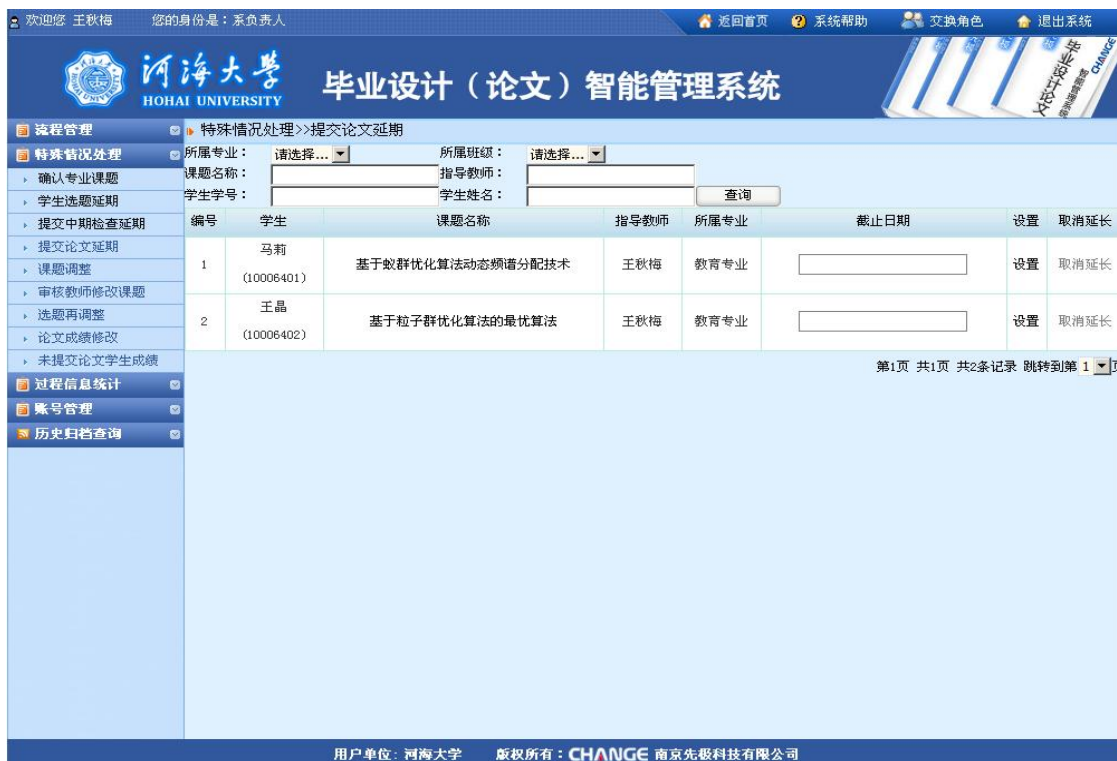 欢迎您 王秋梅 您的身份是：系负责人 返回首页 系统帮助 交换角色 退出系统
河海大学 HOHAI UNIVERSITY
毕业设计（论文）智能管理系统
毕业设计论文 智能管理系统 CHANGE
流程管理
特殊情况处理
确认专业课题
学生选题延期
提交中期检查延期
提交论文延期
课题调整
审核教师修改课题
选题再调整
论文成绩修改
未提交论文学生成绩
过程信息统计
账号管理
历史归档查询
特殊情况处理>>提交论文延期
所属专业： 请选择... 所属班级： 请选择...
课题名称： 指导教师：
学生学号： 学生姓名： 查询
编号 学生 课题名称 指导教师 所属专业 截止日期 设置 取消延长
1 马莉 (10006401) 基于蚁群优化算法动态频谱分配技术 王秋梅 教育专业 设置 取消延长
2 王晶 (10006402) 基于粒子群优化算法的最优算法 王秋梅 教育专业 设置 取消延长
第1页 共1页 共2条记录 跳转到第 1 页
用户单位：河海大学 版权所有：CHANGE 南京先极科技有限公司